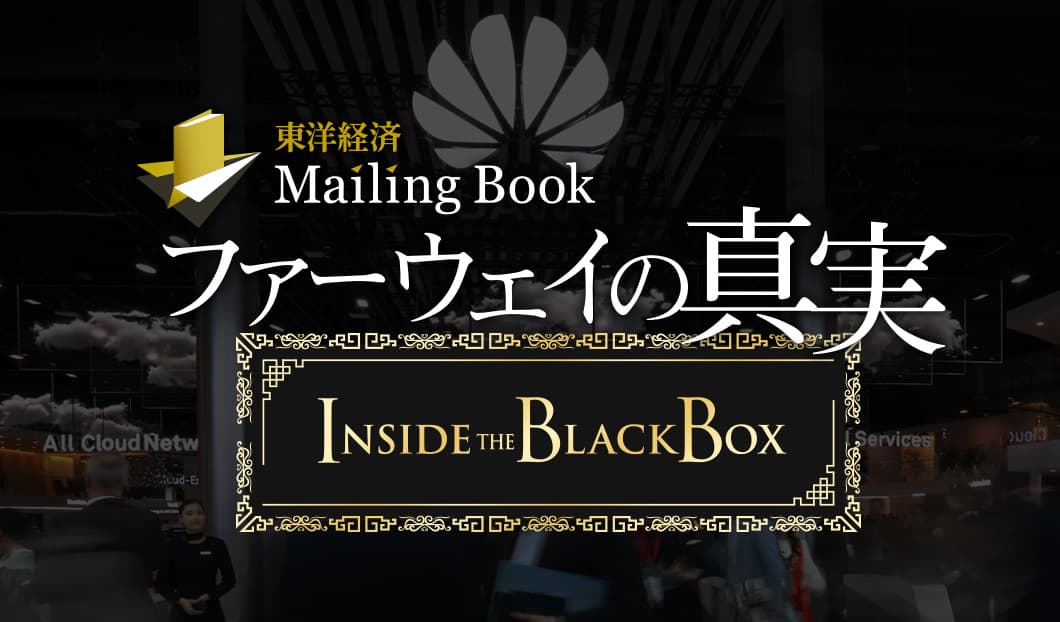 東洋経済
Mailing Book
ファーウェイの真実
INSIDE THE BLACKBOX
All Cloud Netw
Services